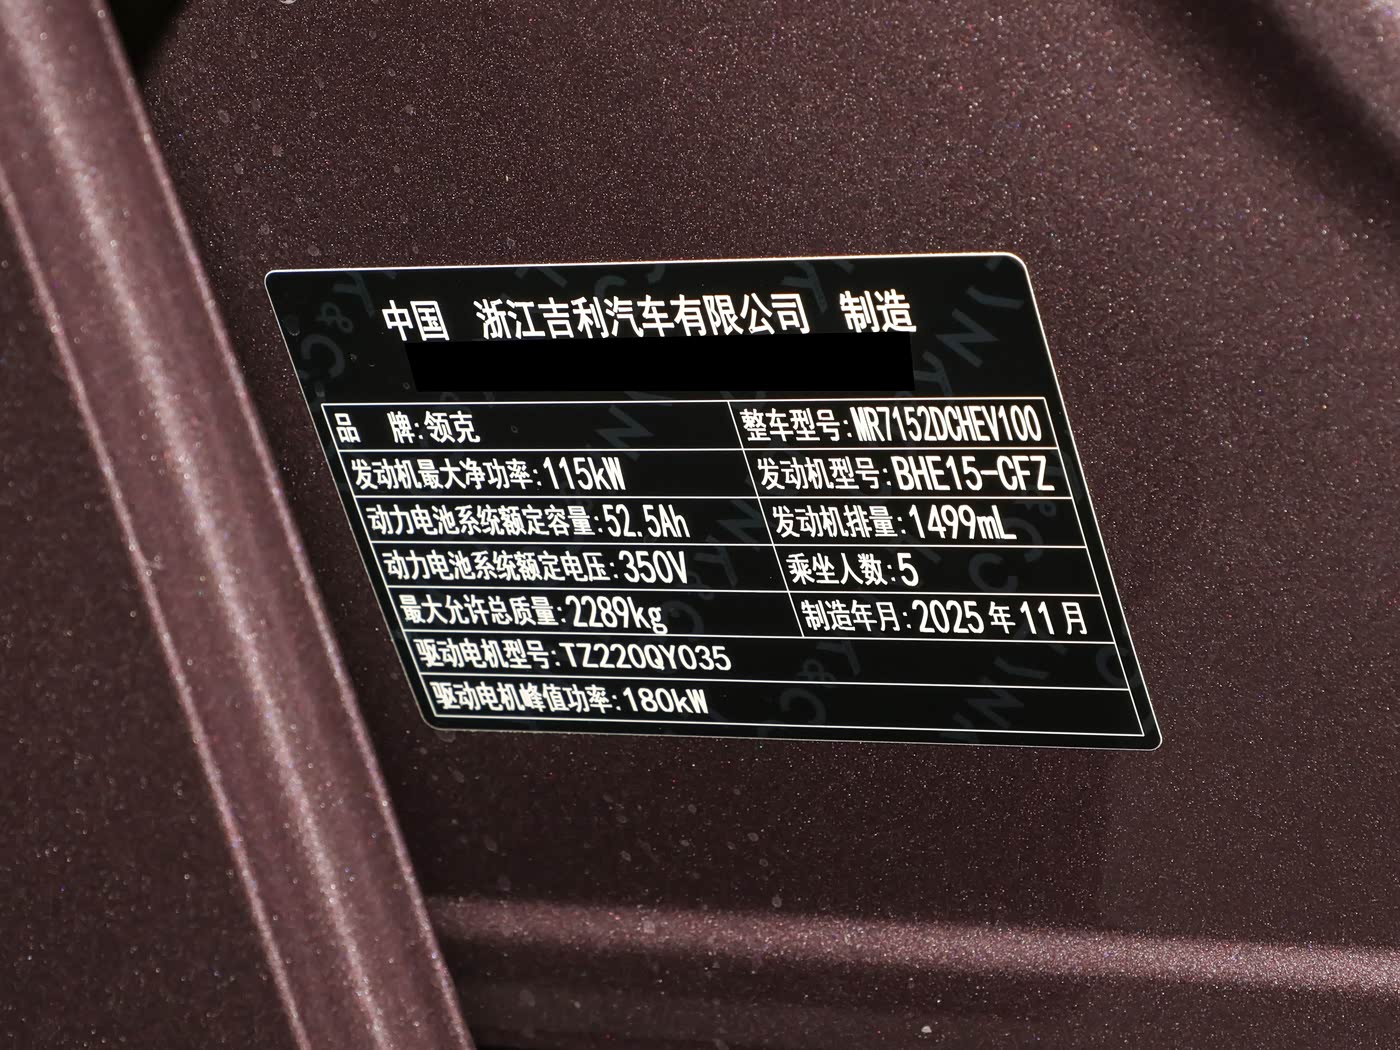 中国 浙江吉利汽车有限公司 制造
品 牌:领克 整车型号:MR7152DCHEV100
发动机最大净功率:115kW 发动机型号:BHE15-CFZ
动力电池系统额定容量:52.5Ah 发动机排量:1499mL
动力电池系统额定电压:350V 乘坐人数:5
最大允许总质量:2289kg 制造年月:2025年11月
驱动电机型号:TZ220QY035
驱动电机峰值功率:180kW